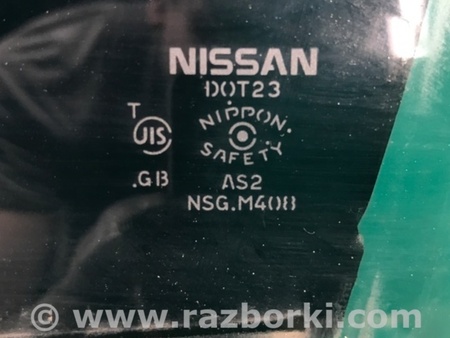 NISSAN
DOT23
T
JIS
NIPPON.
SAFETY
.GB
AS2
NSG.M408
© www.razborki.com